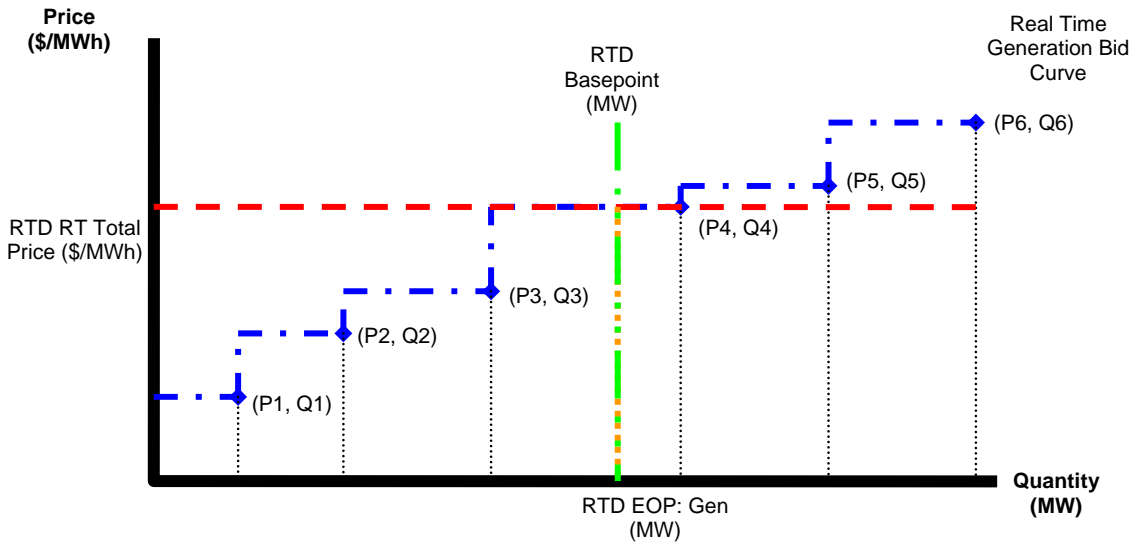 Price
($/MWh)
Real Time
Generation Bid
Curve
RTD
Basepoint
(MW)
(P6, Q6)
(P5, Q5)
RTD RT Total
Price ($/MWh)
(P4, Q4)
(P3, Q3)
(P2, Q2)
(P1, Q1)
Quantity
(MW)
RTD EOP: Gen
(MW)